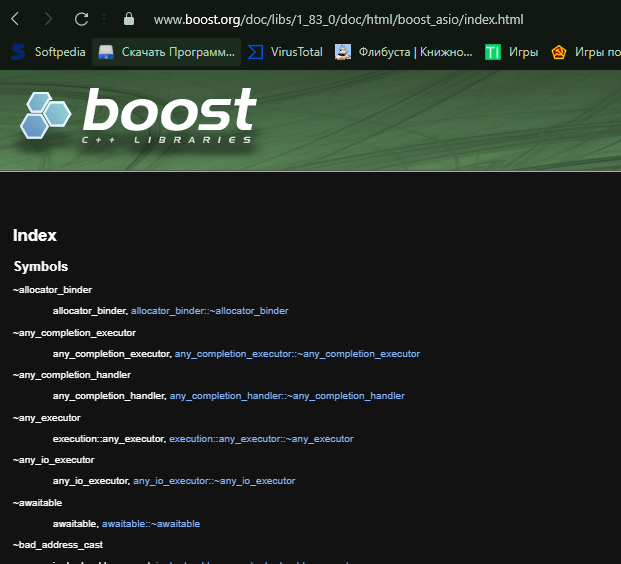 www.boost.org/doc/libs/1_83_0/doc/html/boost_asio/index.html
Softpedia Скачать Программ... VirusTotal Флибуста | Книжно... Игры Игры по
boost
C++ LIBRARIES
Index
Symbols
~allocator_binder
allocator_binder, allocator_binder::~allocator_binder
~any_completion_executor
any_completion_executor, any_completion_executor::~any_completion_executor
~any_completion_handler
any_completion_handler, any_completion_handler::~any_completion_handler
~any_executor
execution::any_executor, execution::any_executor::~any_executor
~any_io_executor
any_io_executor, any_io_executor::~any_io_executor
~awaitable
awaitable, awaitable::~awaitable
~bad_address_cast